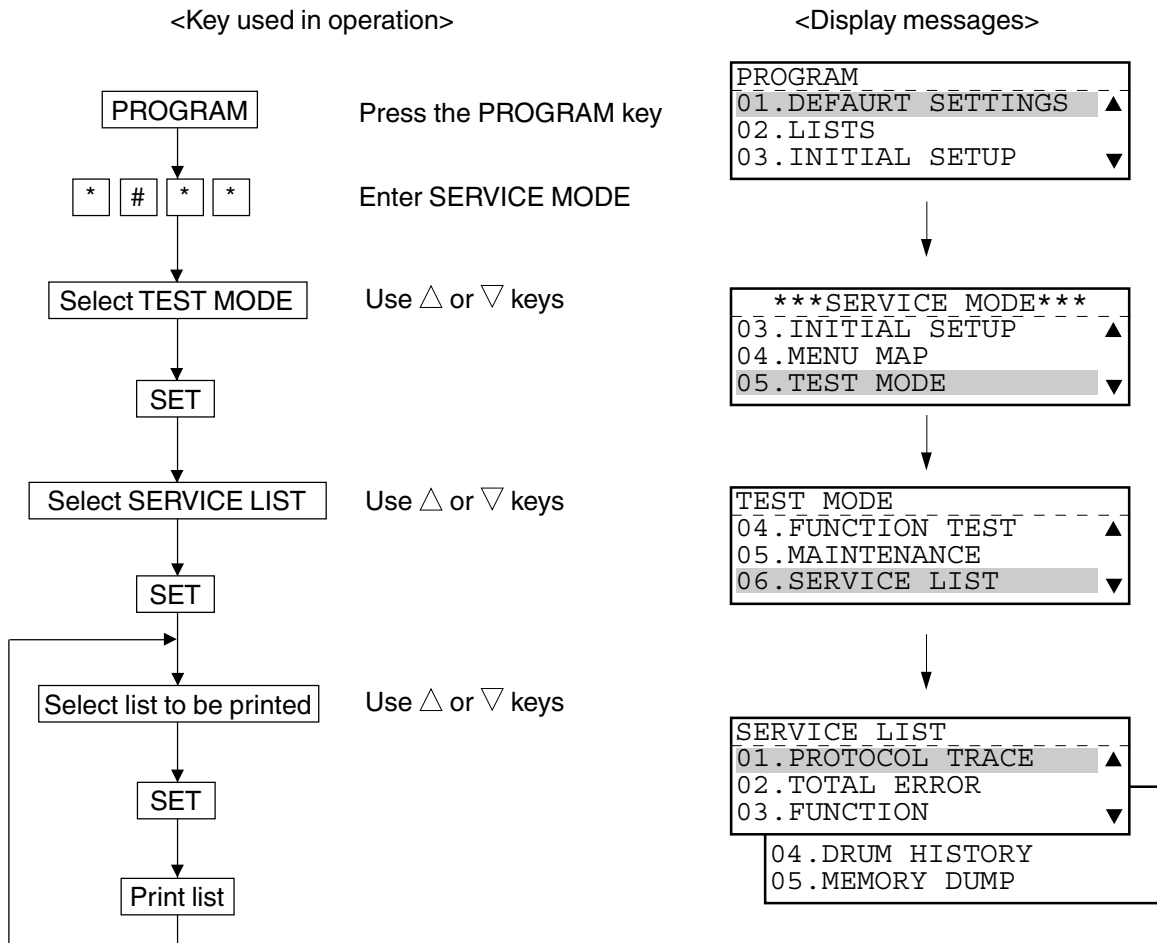 <Key used in operation>
<Display messages>
PROGRAM
Press the PROGRAM key
* # * *
Enter SERVICE MODE
Select TEST MODE
Use △ or ▽ keys
SET
Select SERVICE LIST
Use △ or ▽ keys
SET
Select list to be printed
Use △ or ▽ keys
SET
Print list
PROGRAM
01.DEFAURT SETTINGS ▲
02.LISTS
03.INITIAL SETUP ▼
***SERVICE MODE***
03.INITIAL SETUP ▲
04.MENU MAP
05.TEST MODE ▼
TEST MODE
04.FUNCTION TEST ▲
05.MAINTENANCE
06.SERVICE LIST ▼
SERVICE LIST
01.PROTOCOL TRACE ▲
02.TOTAL ERROR
03.FUNCTION ▼
04.DRUM HISTORY
05.MEMORY DUMP